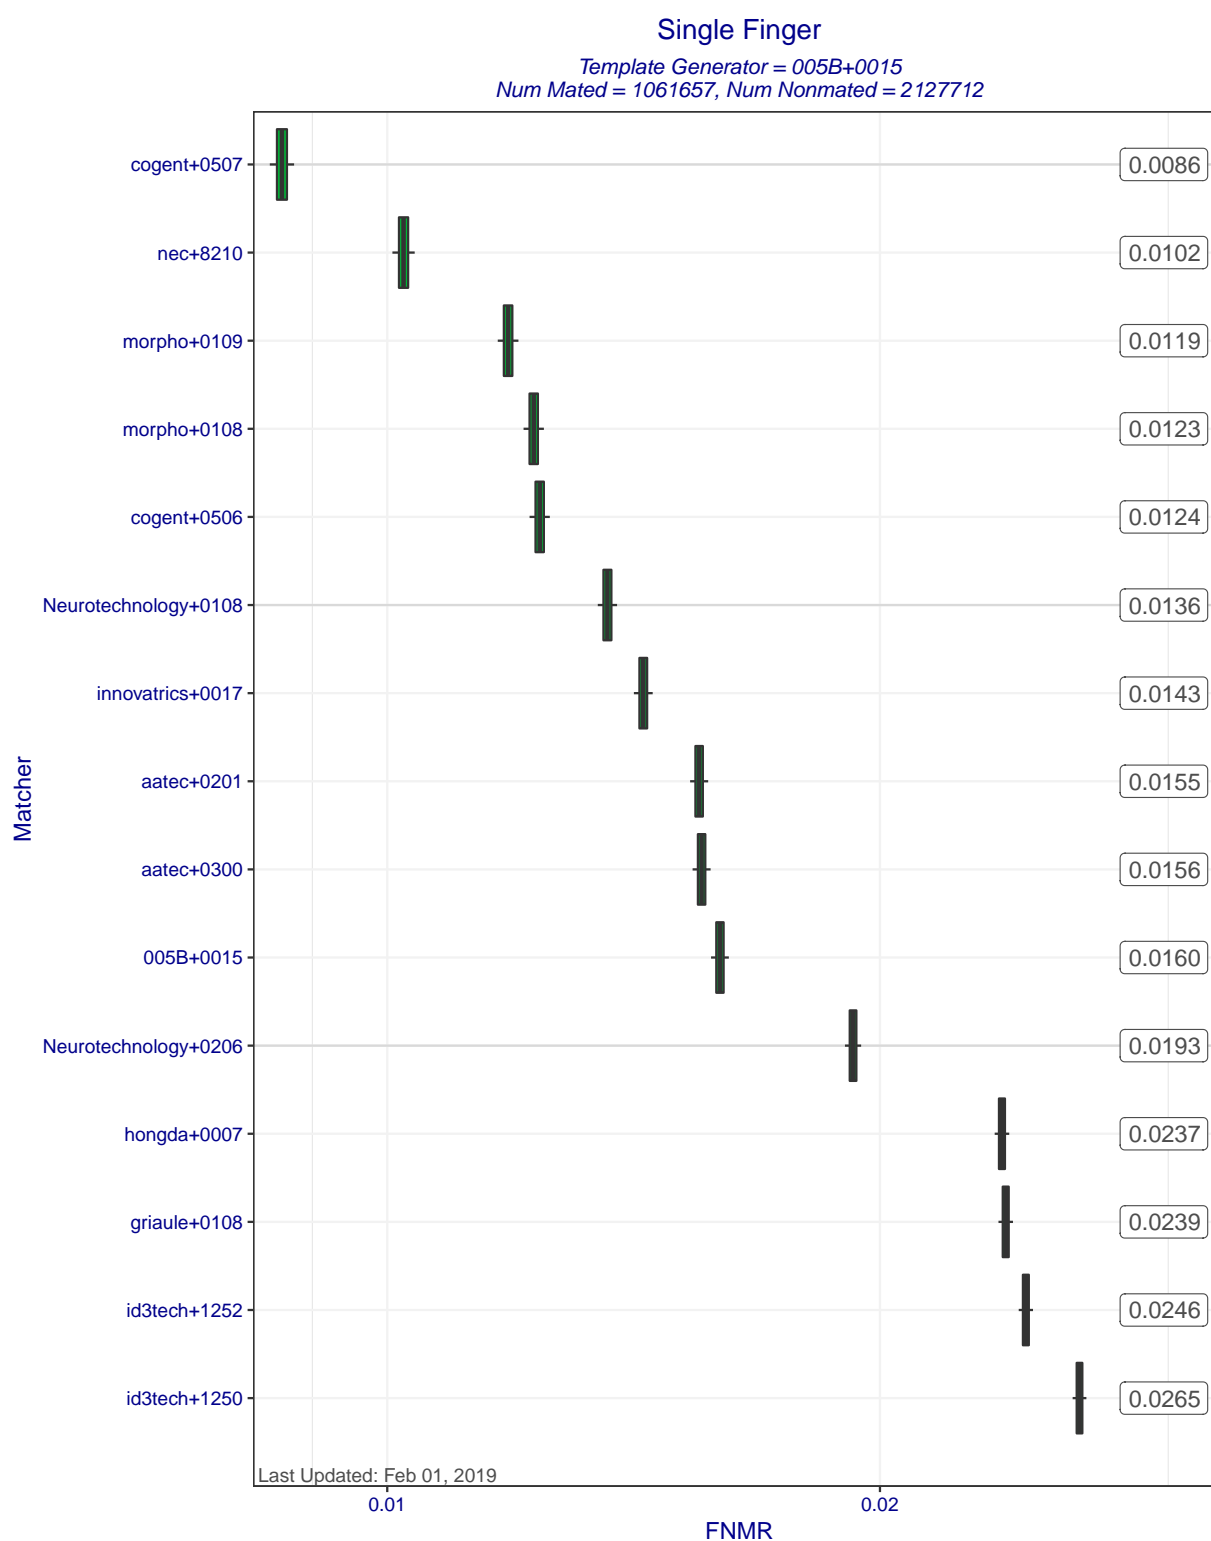 Single Finger
Template Generator = 005B+0015
Num Mated = 1061657, Num Nonmated = 2127712
cogent+0507 0.0086
nec+8210 0.0102
morpho+0109 0.0119
morpho+0108 0.0123
cogent+0506 0.0124
Neurotechnology+0108 0.0136
innovatrics+0017 0.0143
aatec+0201 0.0155
aatec+0300 0.0156
005B+0015 0.0160
Neurotechnology+0206 0.0193
hongda+0007 0.0237
griaule+0108 0.0239
id3tech+1252 0.0246
id3tech+1250 0.0265
Matcher
Last Updated: Feb 01, 2019
0.01 0.02
FNMR